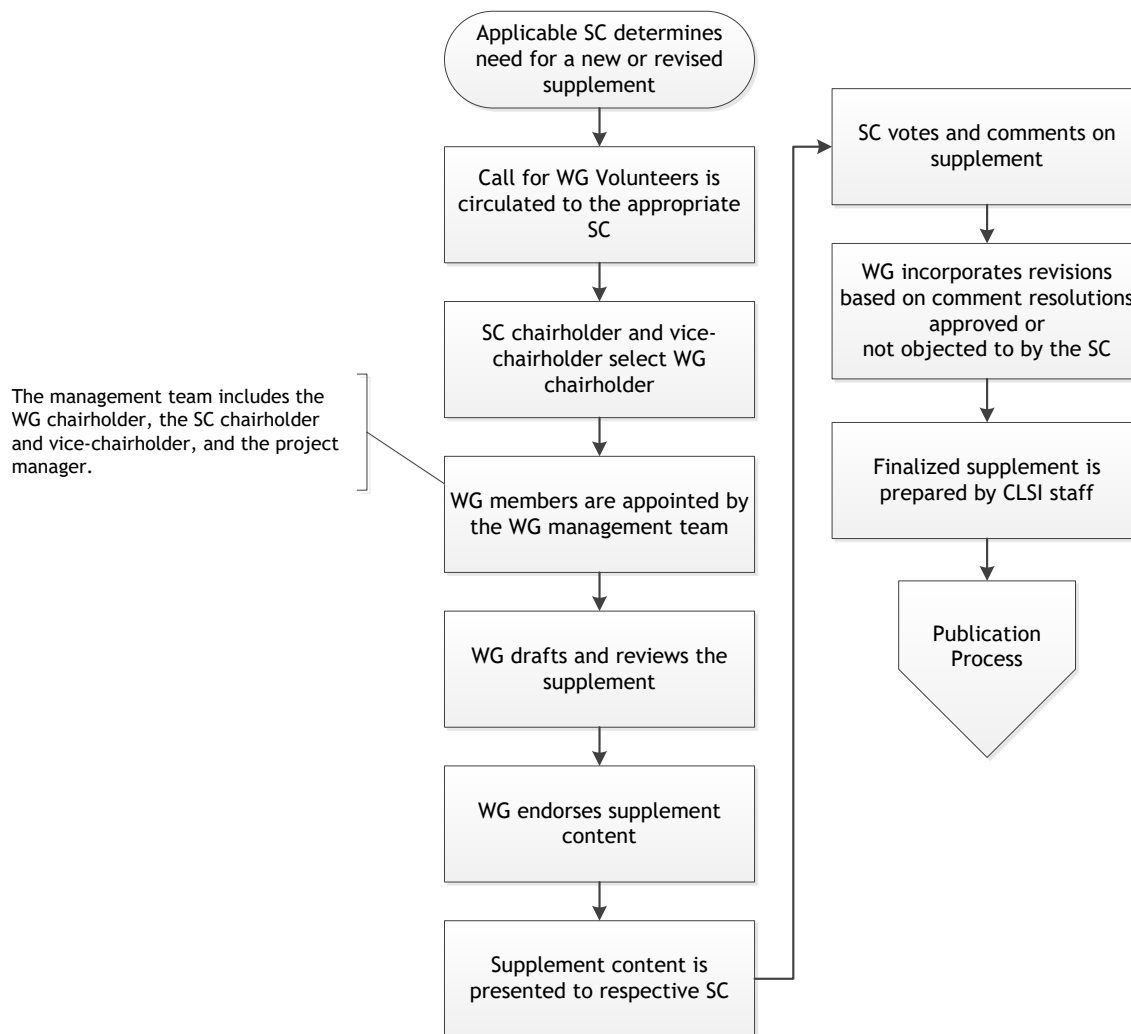 Applicable SC determines
need for a new or revised
supplement
Call for WG Volunteers is
circulated to the appropriate
SC
SC chairholder and vice-
chairholder select WG
chairholder
The management team includes the
WG chairholder, the SC chairholder
and vice-chairholder, and the project
manager.
WG members are appointed by
the WG management team
WG drafts and reviews the
supplement
WG endorses supplement
content
Supplement content is
presented to respective SC
SC votes and comments on
supplement
WG incorporates revisions
based on comment resolutions
approved or
not objected to by the SC
Finalized supplement is
prepared by CLSI staff
Publication
Process